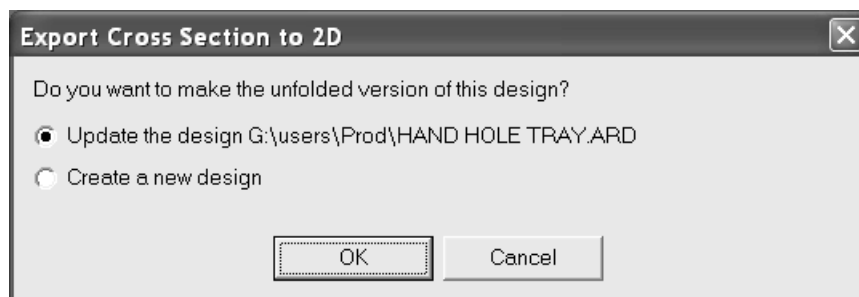 Export Cross Section to 2D
Do you want to make the unfolded version of this design?
Update the design G:\users\Prod\HAND HOLE TRAY.ARD
Create a new design
OK Cancel